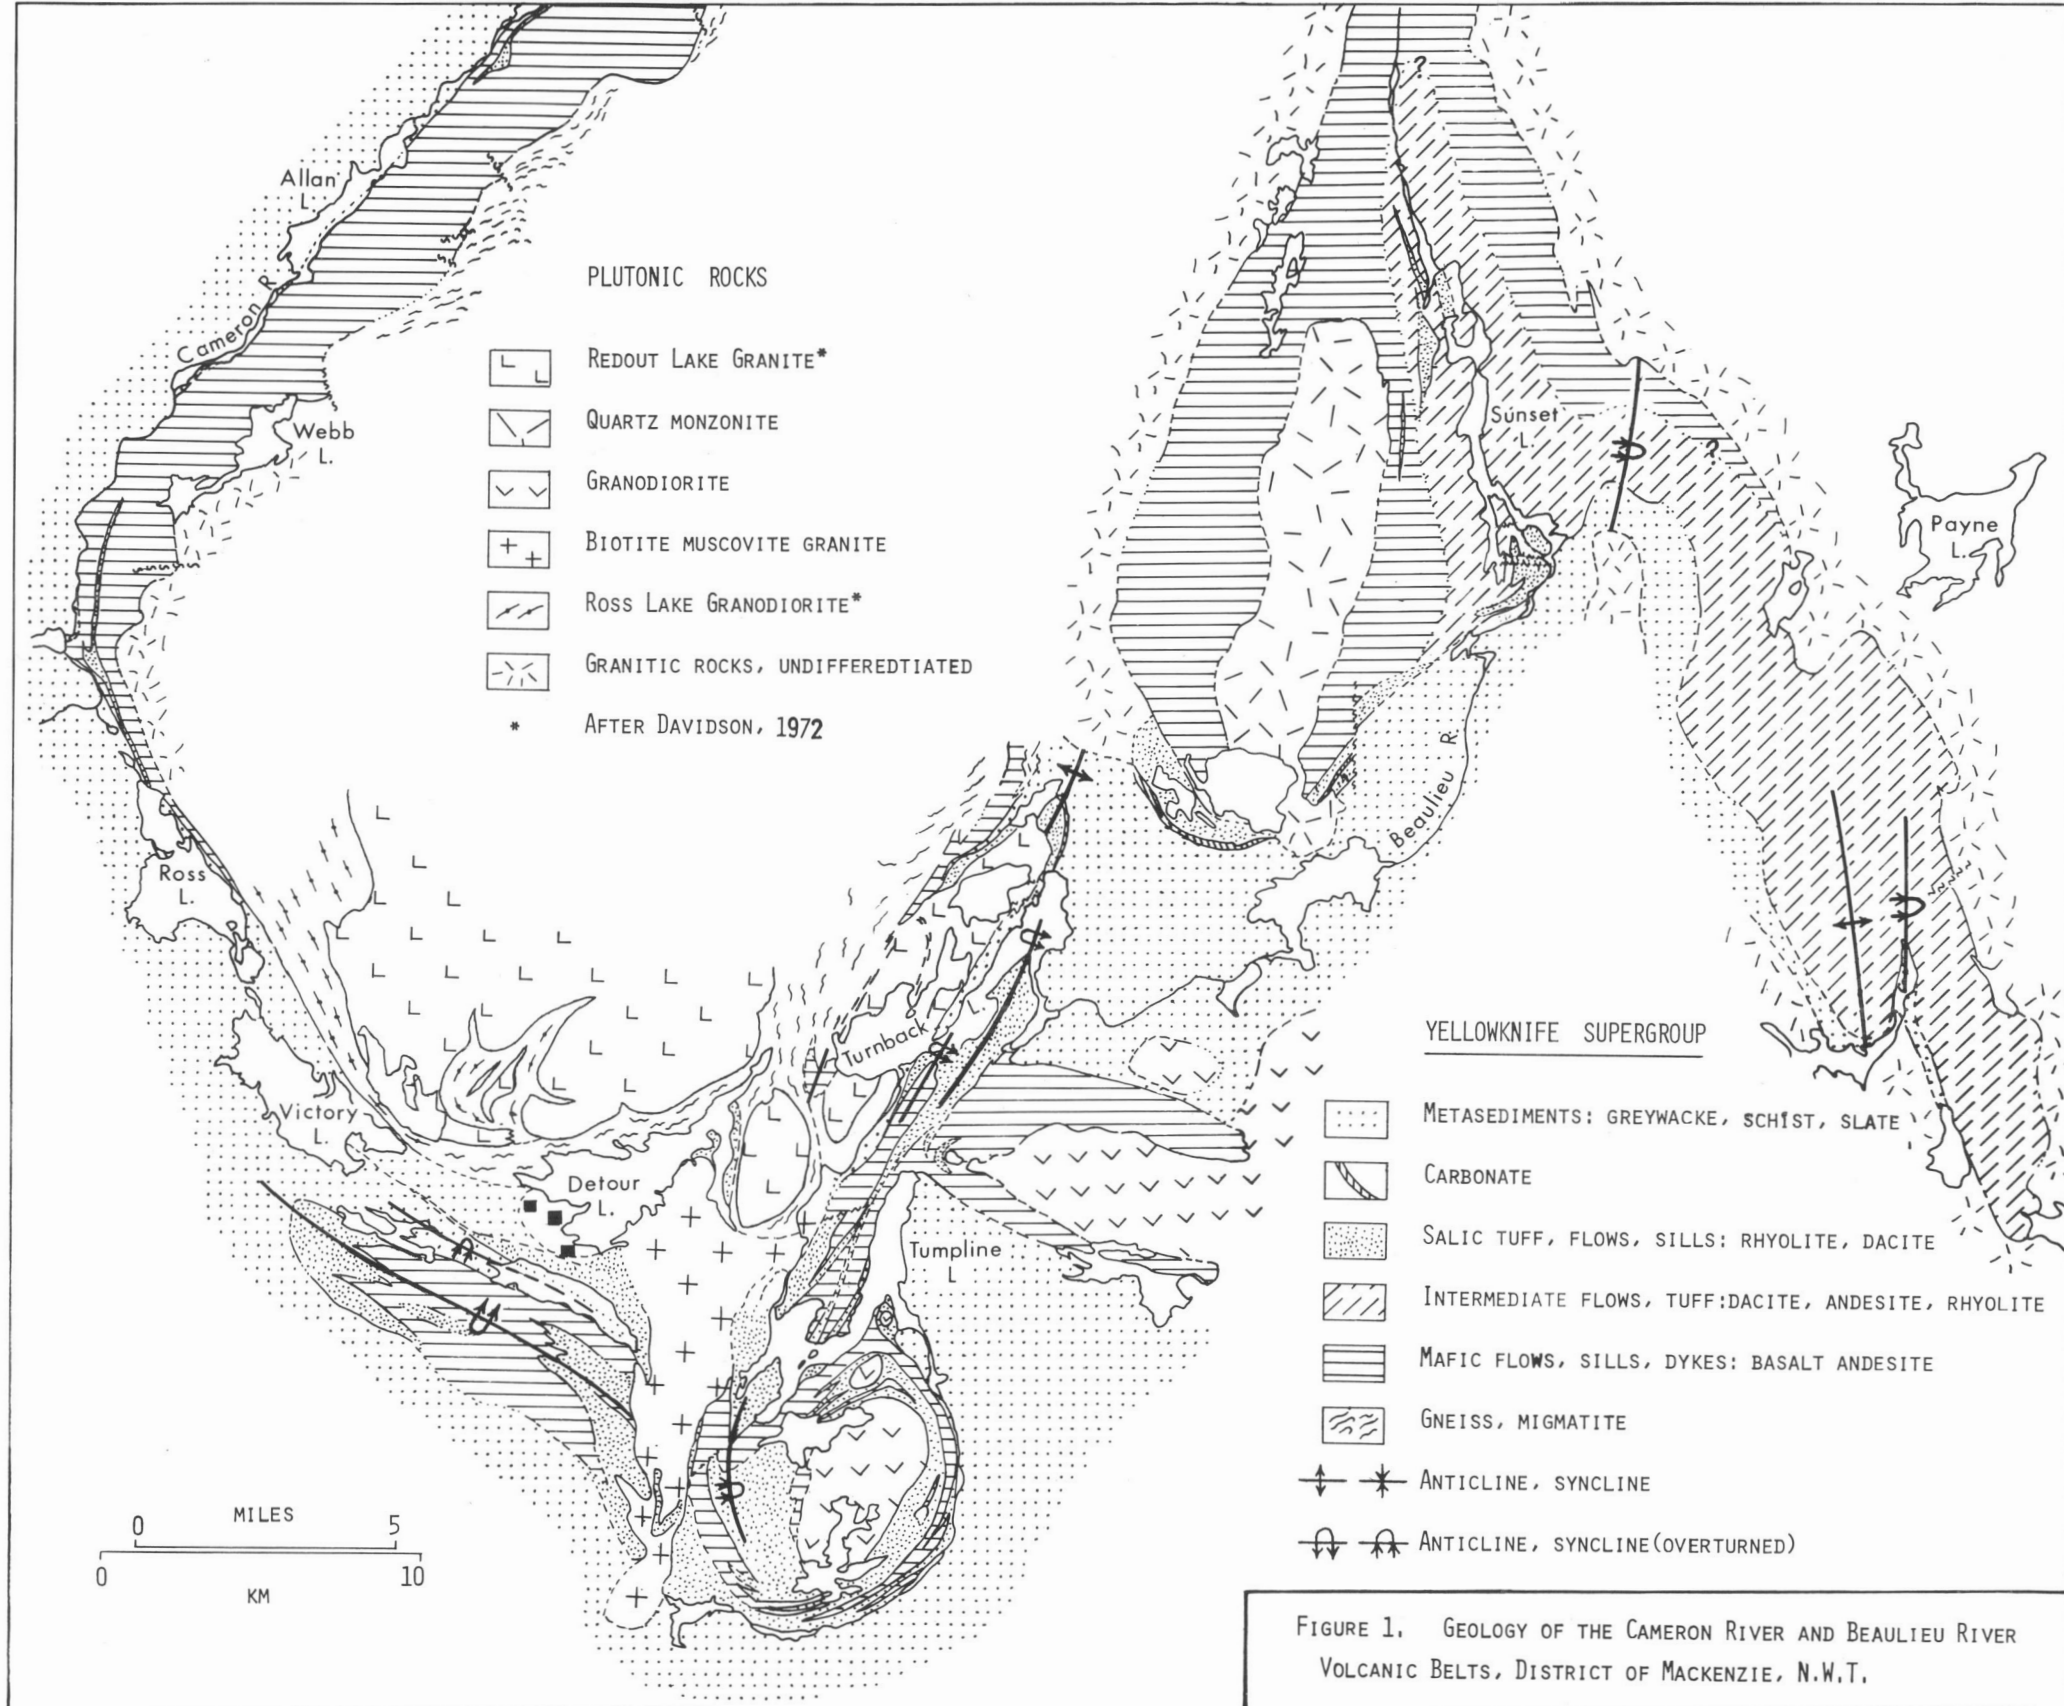 Allan
L.
Cameron R.
Webb
L.
PLUTONIC ROCKS
REDOUT LAKE GRANITE*
QUARTZ MONZONITE
GRANODIORITE
BIOTITE MUSCOVITE GRANITE
ROSS LAKE GRANODIORITE*
GRANITIC ROCKS, UNDIFFEREDTIATED
* AFTER DAVIDSON, 1972
?
Sunset
L.
?
Payne
L.
Beaulieu R.
Ross
L.
Turnback
Victory
L.
Detour
L.
Tumpline
L
YELLOWKNIFE SUPERGROUP
METASEDIMENTS: GREYWACKE, SCHIST, SLATE
CARBONATE
SALIC TUFF, FLOWS, SILLS: RHYOLITE, DACITE
INTERMEDIATE FLOWS, TUFF:DACITE, ANDESITE, RHYOLITE
MAFIC FLOWS, SILLS, DYKES: BASALT ANDESITE
GNEISS, MIGMATITE
ANTICLINE, SYNCLINE
ANTICLINE, SYNCLINE(OVERTURNED)
MILES
0 5
0 10
KM
FIGURE 1. GEOLOGY OF THE CAMERON RIVER AND BEAULIEU RIVER
VOLCANIC BELTS, DISTRICT OF MACKENZIE, N.W.T.